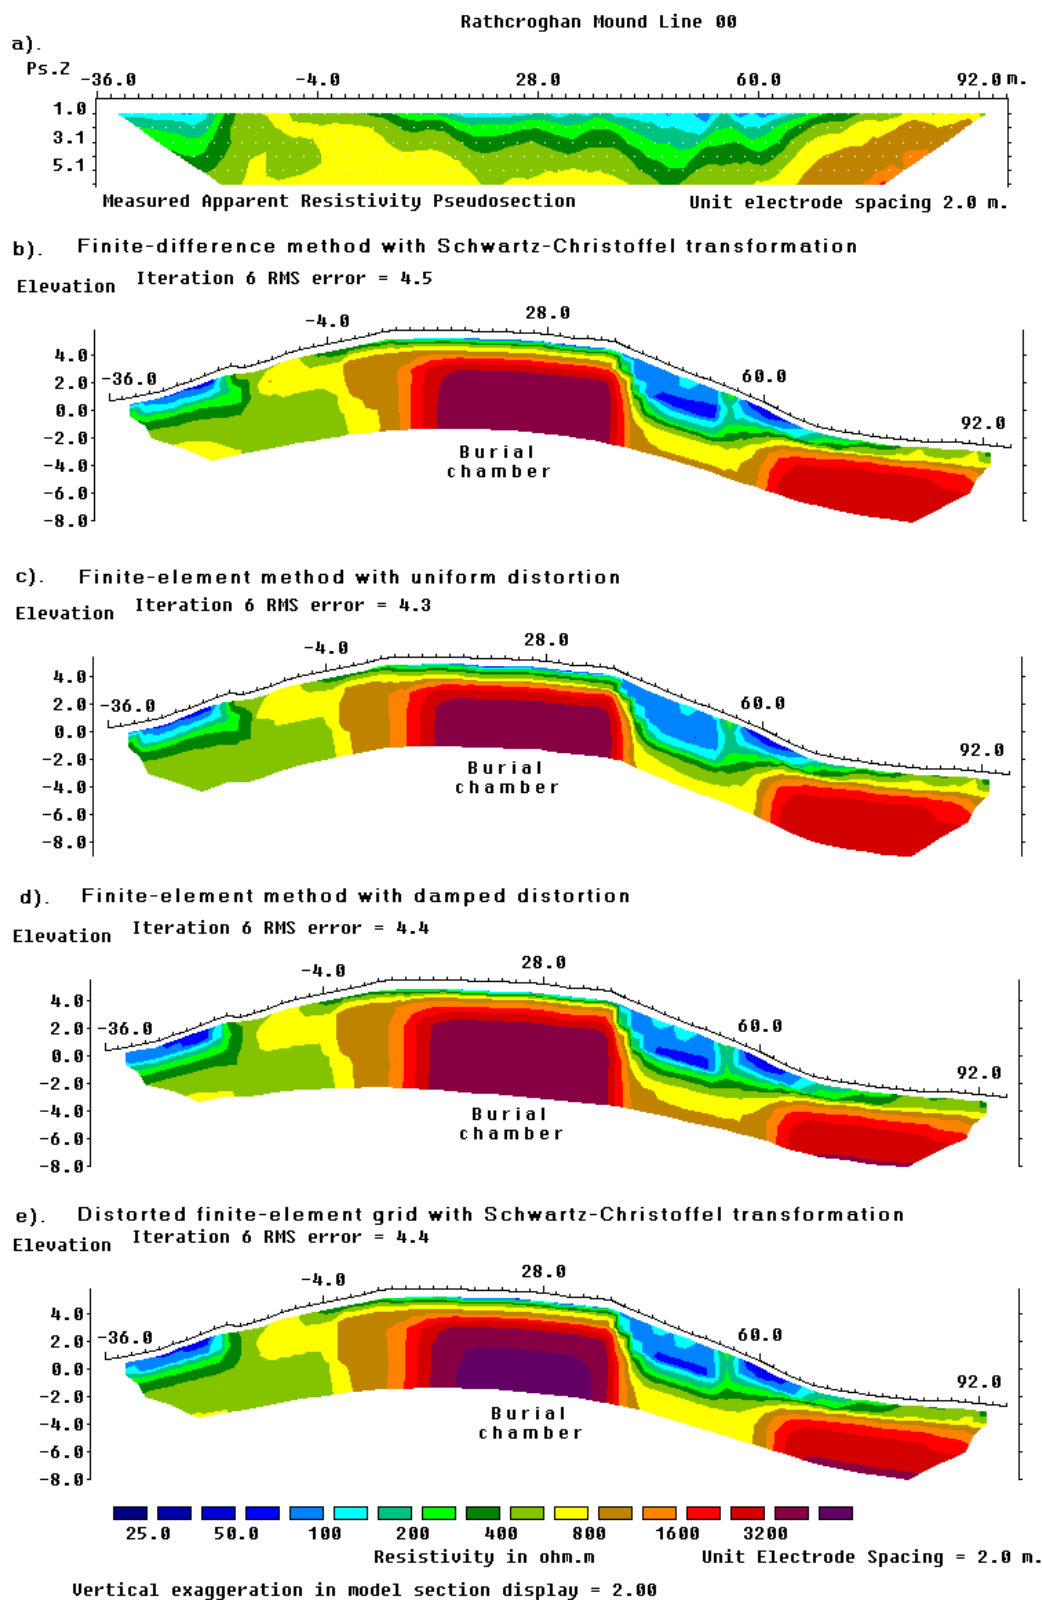 Rathcroghan Mound Line 00
a).
Ps.Z -36.0 -4.0 28.0 60.0 92.0 m.
1.0
3.1
5.1
Measured Apparent Resistivity Pseudosection Unit electrode spacing 2.0 m.
b). Finite-difference method with Schwartz-Christoffel transformation
Elevation Iteration 6 RMS error = 4.5
-36.0 -4.0 28.0 60.0 92.0
4.0
2.0
0.0
-2.0
-4.0
-6.0
-8.0
Burial
chamber
c). Finite-element method with uniform distortion
Elevation Iteration 6 RMS error = 4.3
-36.0 -4.0 28.0 60.0 92.0
4.0
2.0
0.0
-2.0
-4.0
-6.0
-8.0
Burial
chamber
d). Finite-element method with damped distortion
Elevation Iteration 6 RMS error = 4.4
-36.0 -4.0 28.0 60.0 92.0
4.0
2.0
0.0
-2.0
-4.0
-6.0
-8.0
Burial
chamber
e). Distorted finite-element grid with Schwartz-Christoffel transformation
Elevation Iteration 6 RMS error = 4.4
-36.0 -4.0 28.0 60.0 92.0
4.0
2.0
0.0
-2.0
-4.0
-6.0
-8.0
Burial
chamber
25.0 50.0 100 200 400 800 1600 3200
Resistivity in ohm.m Unit Electrode Spacing = 2.0 m.
Vertical exaggeration in model section display = 2.00